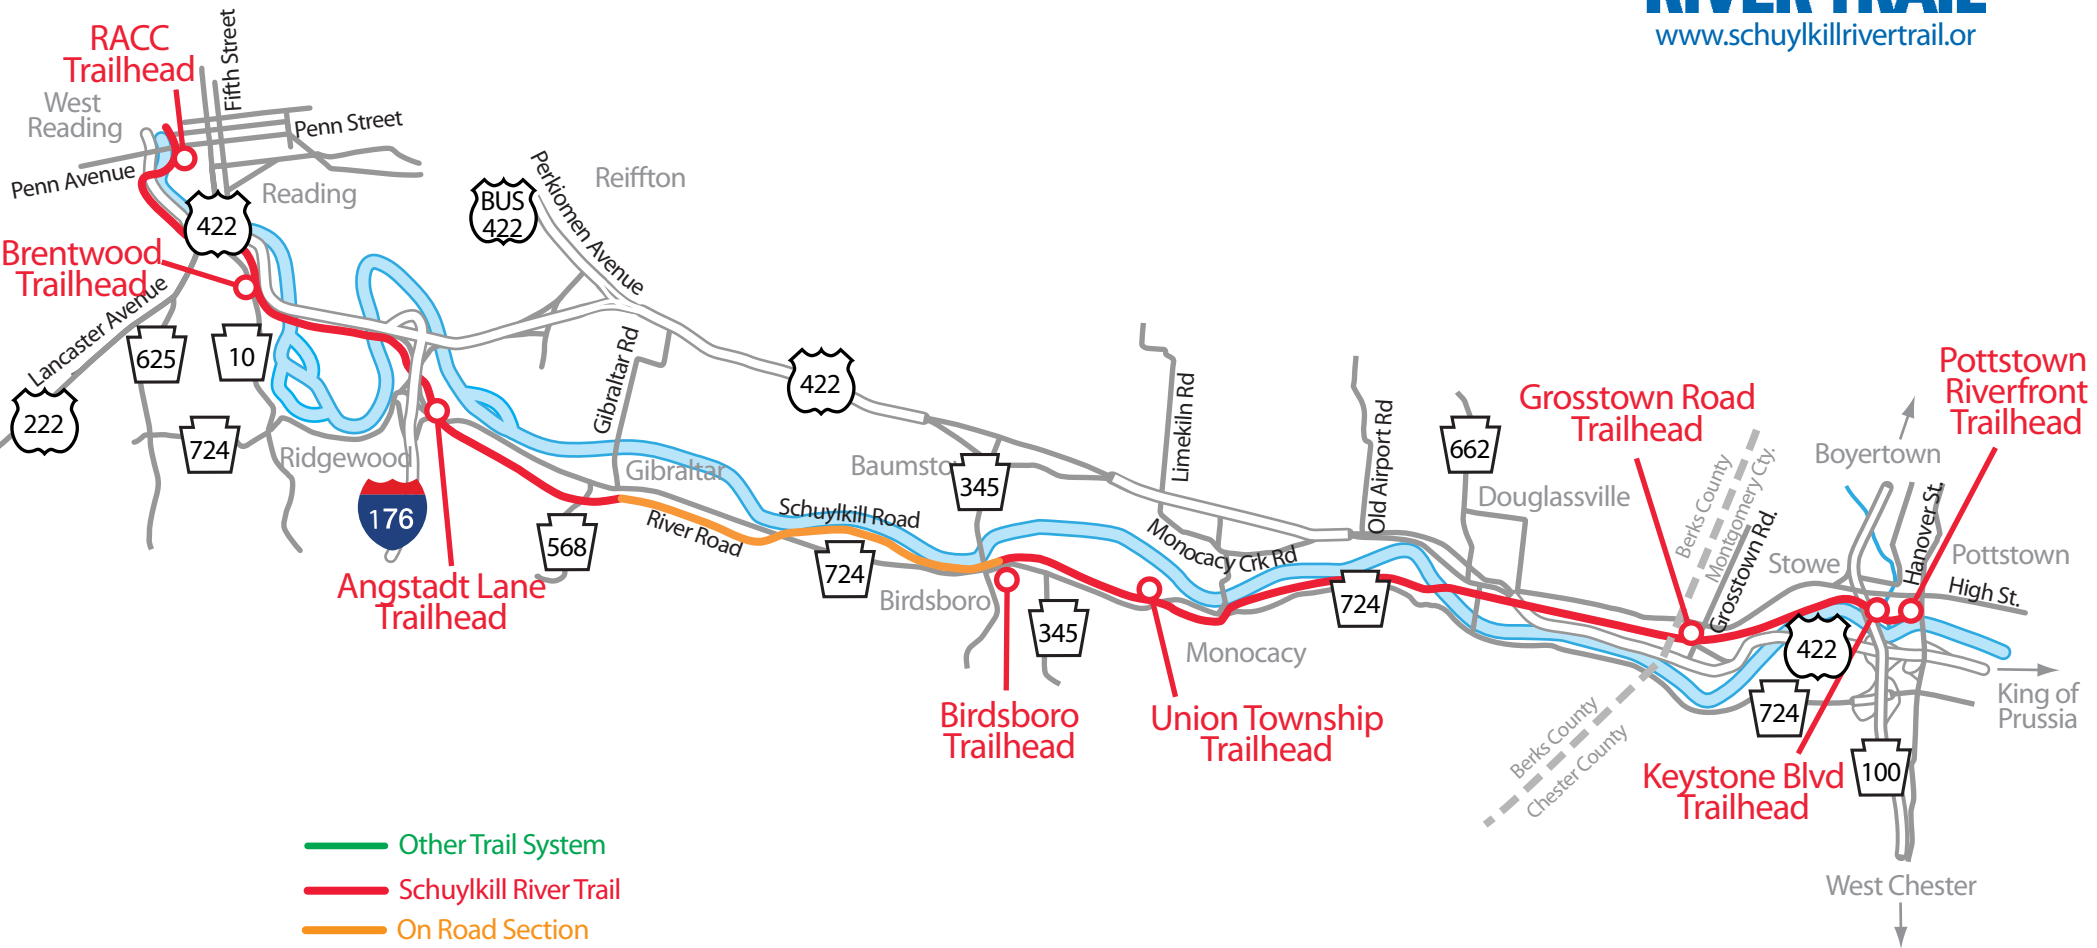 RIVER TRAIL
www.schuylkillrivertrail.or
RACC
Trailhead
Fifth Street
West
Reading
Penn Street
Penn Avenue
Reading
422
BUS
422
Perkiomen Avenue
Reiffton
Brentwood
Trailhead
Lancaster Avenue
625
10
222
724
Ridgewood
176
Gibraltar Rd
Gibraltar
422
Angstadt Lane
Trailhead
568
River Road
Schuylkill Road
724
Baumsto
345
Birdsboro
345
Birdsboro
Trailhead
Limekiln Rd
Monocacy Crk Rd
Union Township
Trailhead
Monocacy
Old Airport Rd
724
662
Douglassville
Grosstown Road
Trailhead
Berks County
Montgomery Cty.
Grosstown Rd.
Berks County
Chester County
Pottstown
Riverfront
Trailhead
Boyertown
Stowe
Hanover St.
Pottstown
High St.
422
724
King of
Prussia
Keystone Blvd
Trailhead
100
West Chester
Other Trail System
Schuylkill River Trail
On Road Section